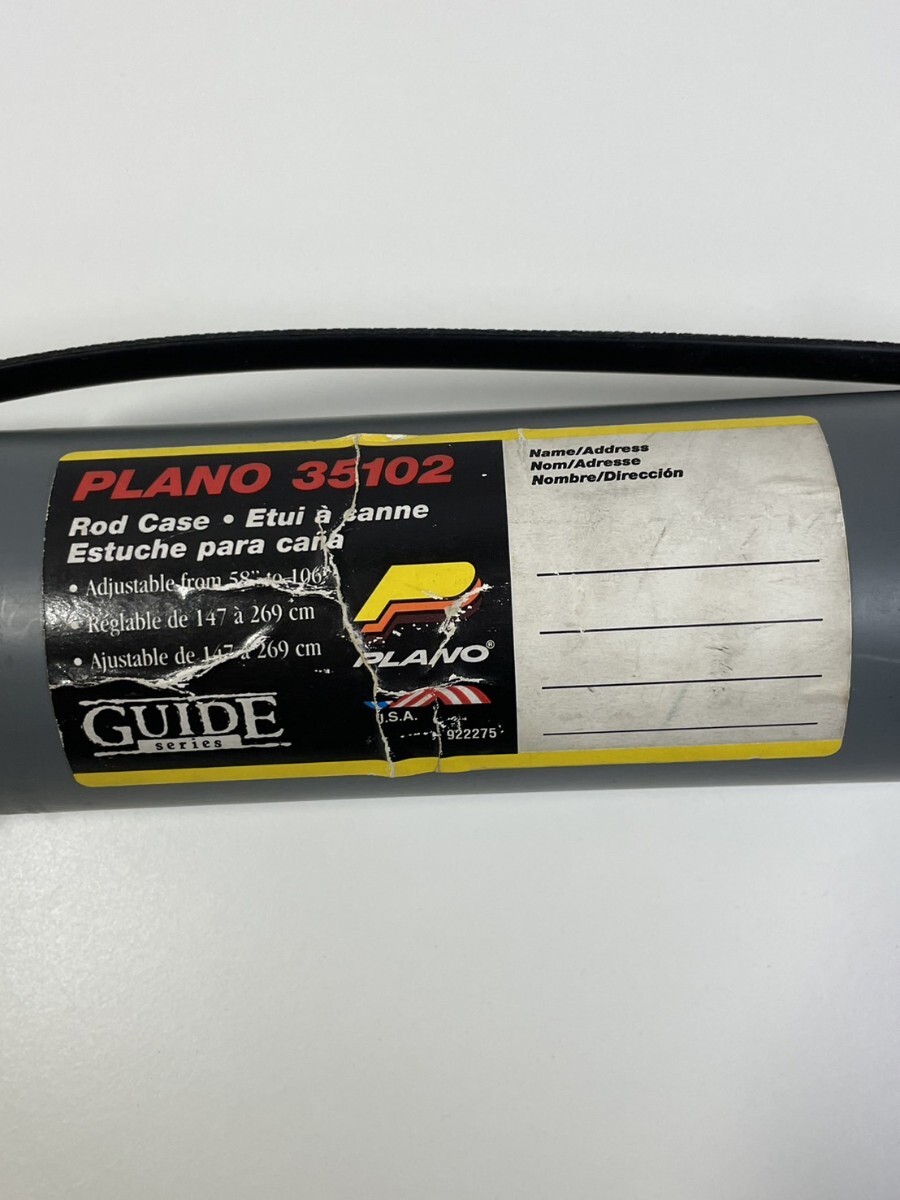 PLANO 35102
Rod Case • Etui à canne
Estuche para caña
• Adjustable from 58" to 106"
• Réglable de 147 à 269 cm
• Ajustable de 147 a 269 cm
GUIDE
series
P
PLANO®
U.S.A.
922275
Name/Address
Nom/Adresse
Nombre/Dirección